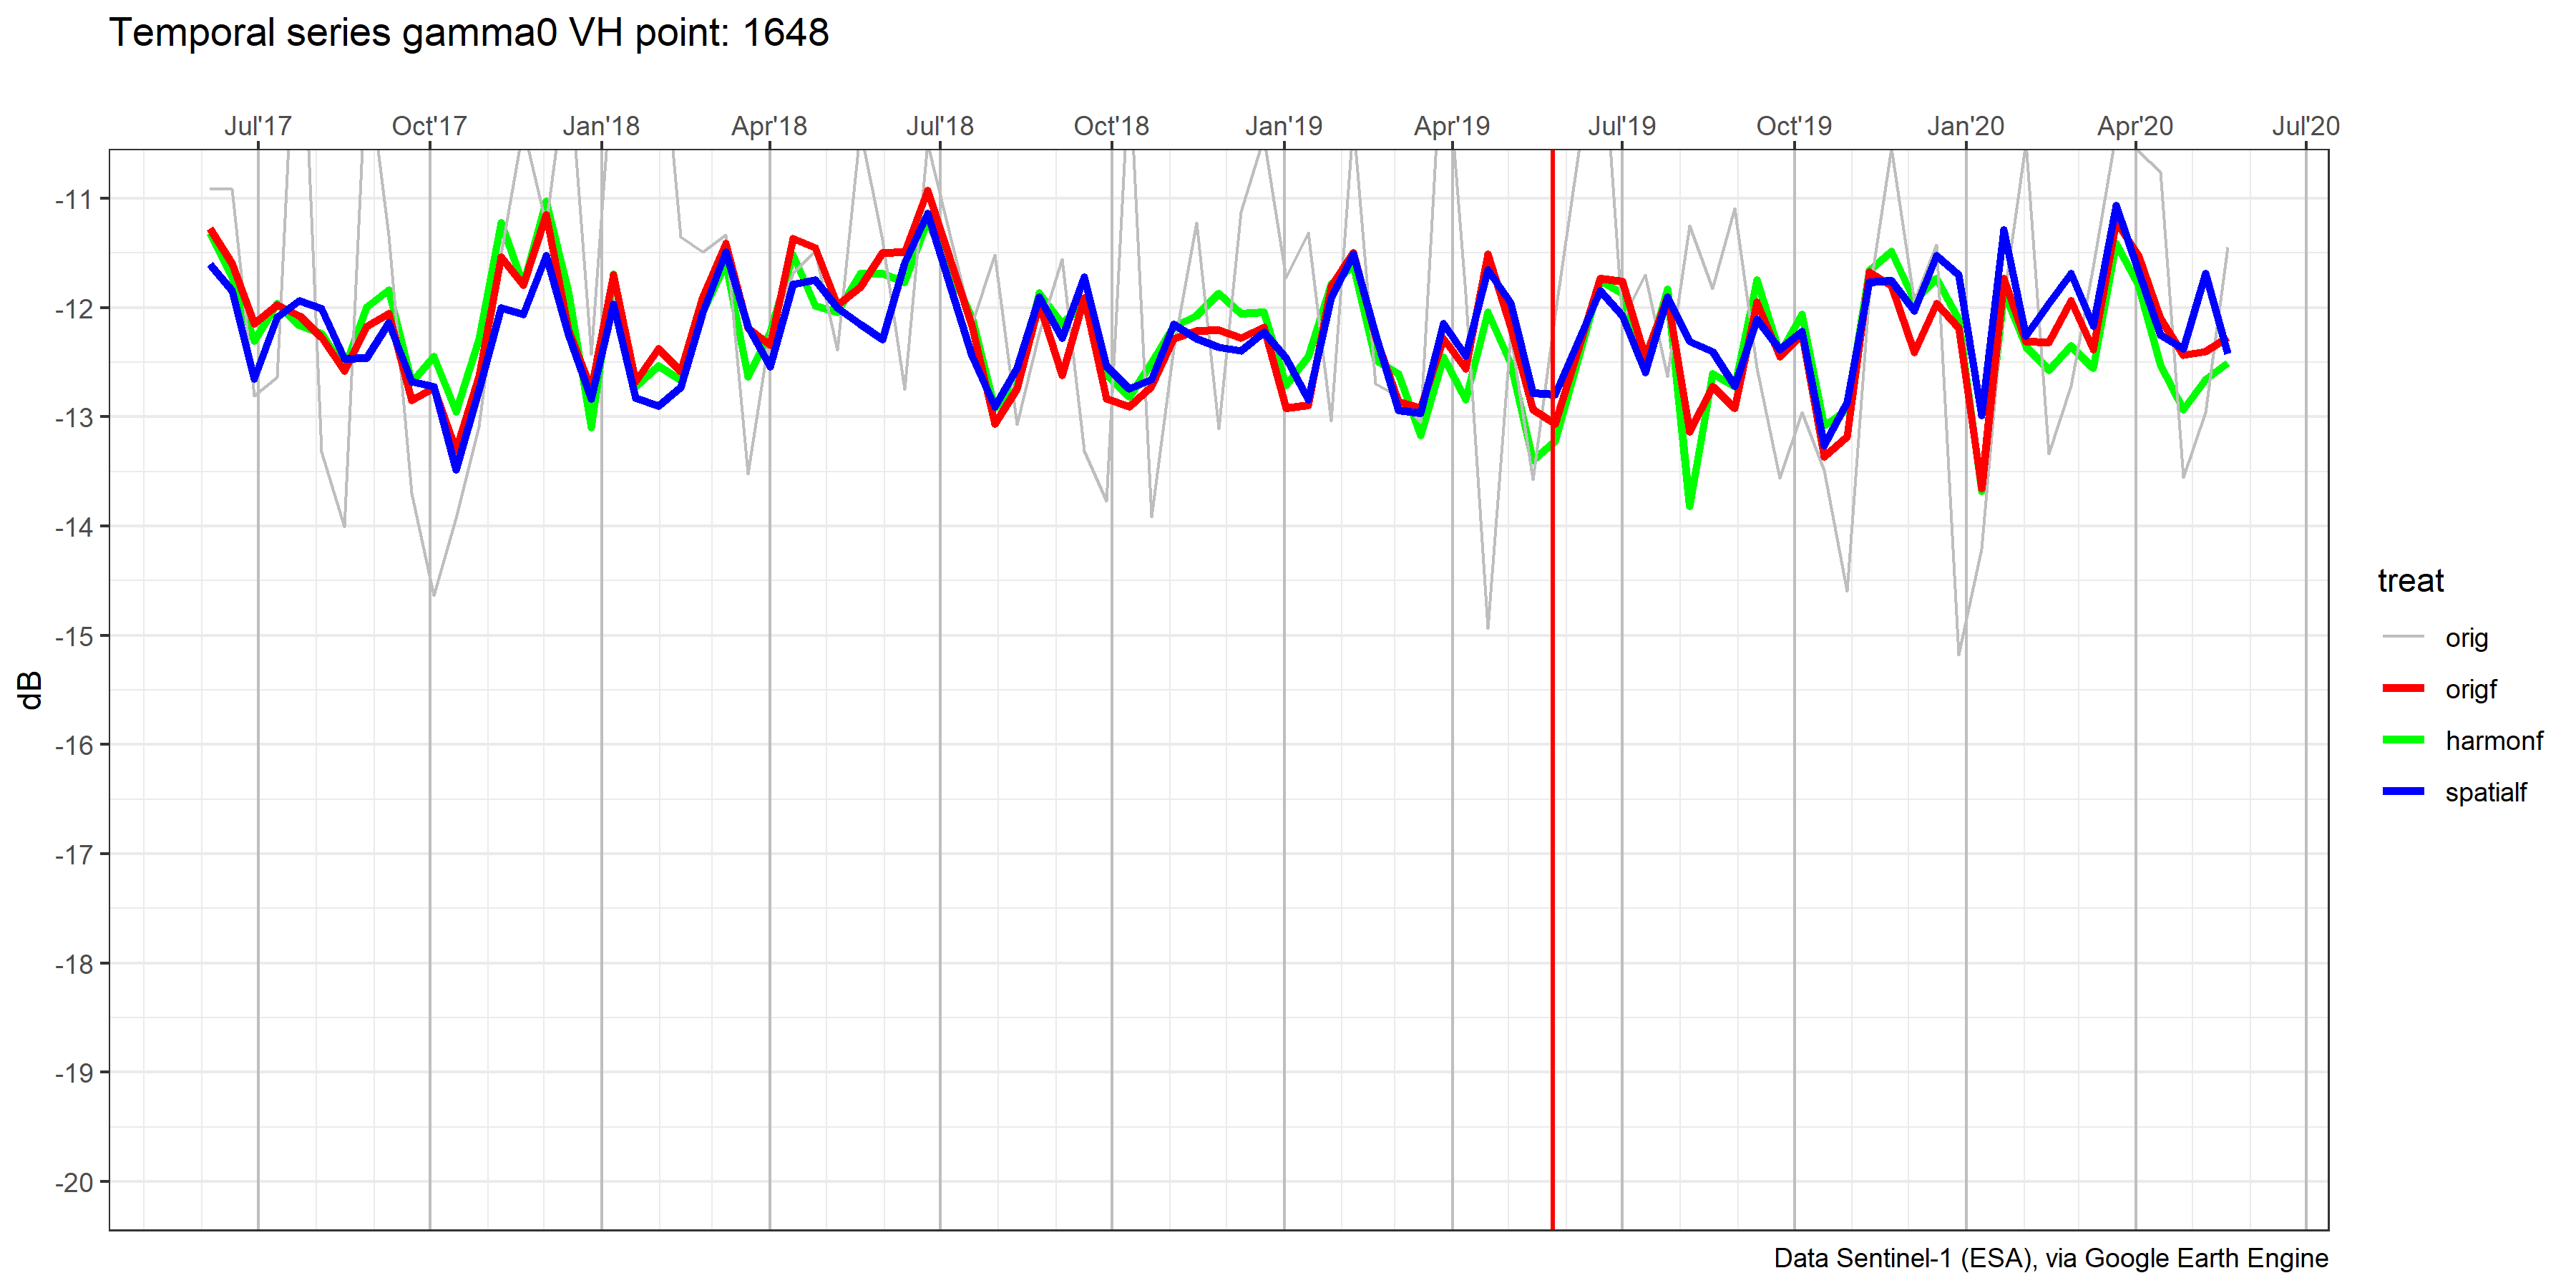 Temporal series gamma0 VH point: 1648
Jul'17 Oct'17 Jan'18 Apr'18 Jul'18 Oct'18 Jan'19 Apr'19 Jul'19 Oct'19 Jan'20 Apr'20 Jul'20
-11
-12
-13
-14
-15
-16
-17
-18
-19
-20
dB
treat
orig
origf
harmonf
spatialf
Data Sentinel-1 (ESA), via Google Earth Engine